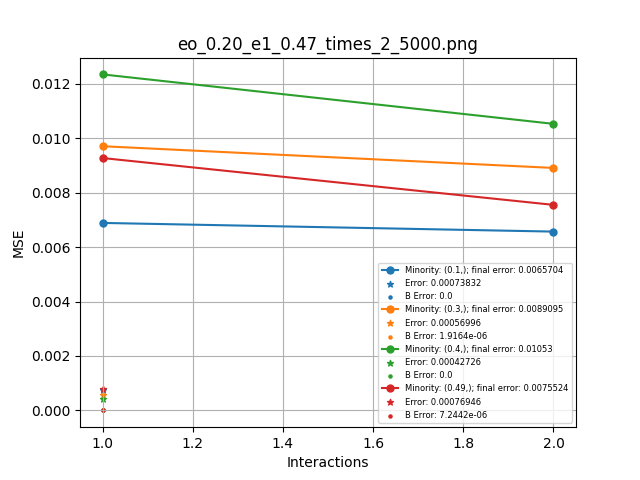 eo_0.20_e1_0.47_times_2_5000.png
0.012
0.010
0.008
0.006
0.004
0.002
0.000
MSE
1.0 1.2 1.4 1.6 1.8 2.0
Interactions
Minority: (0.1,); final error: 0.0065704
Error: 0.00073832
B Error: 0.0
Minority: (0.3,); final error: 0.0089095
Error: 0.00056996
B Error: 1.9164e-06
Minority: (0.4,); final error: 0.01053
Error: 0.00042726
B Error: 0.0
Minority: (0.49,); final error: 0.0075524
Error: 0.00076946
B Error: 7.2442e-06